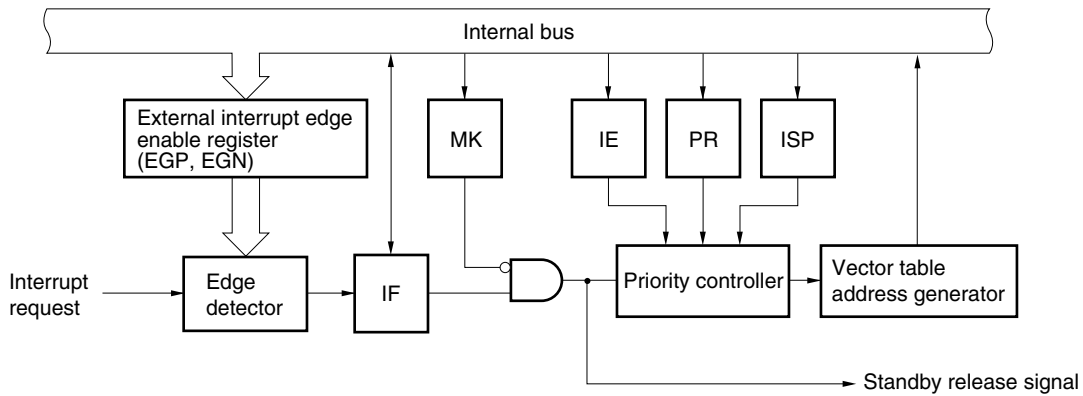 Internal bus
External interrupt edge
enable register
(EGP, EGN)
MK
IE
PR
ISP
Interrupt
request
Edge
detector
IF
Priority controller
Vector table
address generator
Standby release signal